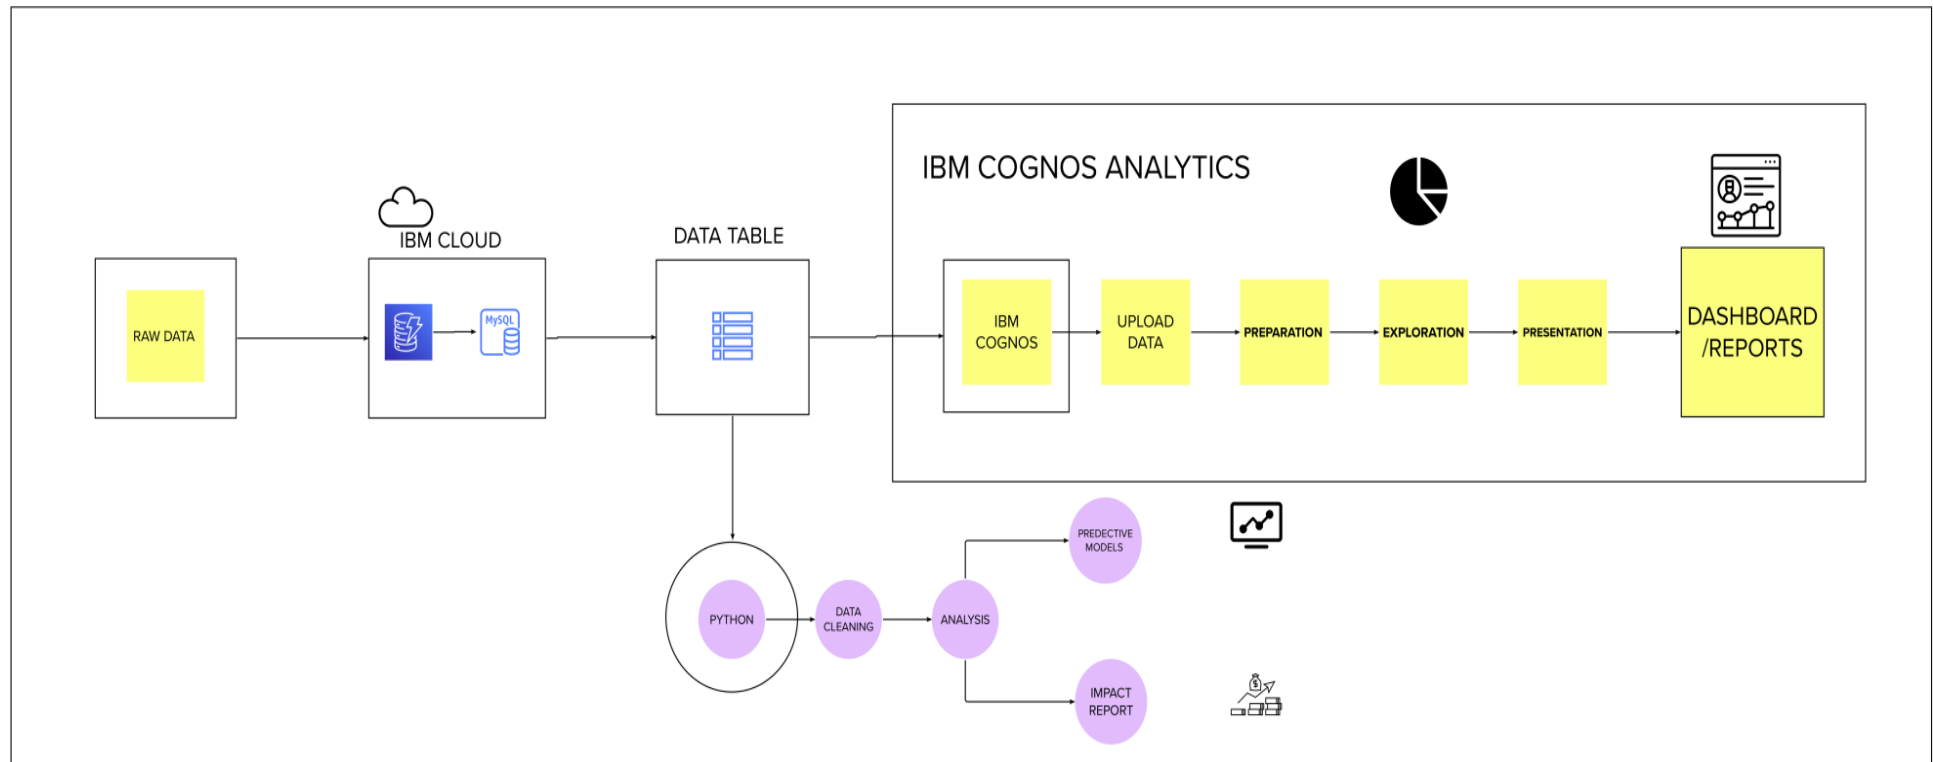 IBM COGNOS ANALYTICS
IBM CLOUD
DATA TABLE
RAW DATA
MySQL
IBM
COGNOS
UPLOAD
DATA
PREPARATION
EXPLORATION
PRESENTATION
DASHBOARD
/REPORTS
PYTHON
DATA
CLEANING
ANALYSIS
PREDECTIVE
MODELS
IMPACT
REPORT
$